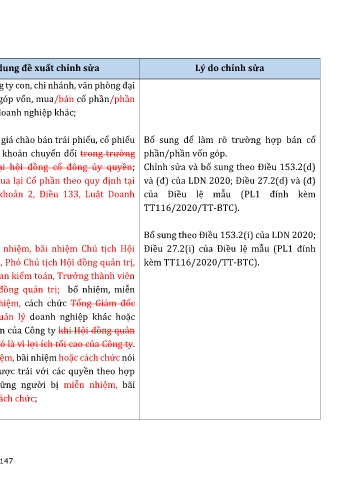 dung đề xuất chỉnh sửa
Lý do chỉnh sửa
g ty con, chi nhánh, văn phòng đại
góp vốn, mua/bán cổ phần/phần
doanh nghiệp khác;
giá chào bán trái phiếu, cổ phiếu
khoán chuyển đổi trong trường
ại hội đồng cổ đông ủy quyền;
ua lại Cổ phần theo quy định tại
khoản 2, Điều 133, Luật Doanh
nhiệm, bãi nhiệm Chủ tịch Hội
, Phó Chủ tịch Hội đồng quản trị,
an kiểm toán, Trưởng thành viên
đồng quản trị; bổ nhiệm, miễn
hiệm, cách chức Tổng Giám đốc
uản lý doanh nghiệp khác hoặc
n của Công ty khi Hội đồng quản
ó là vì lợi ích tối cao của Công ty.
iệm, bãi nhiệm hoặc cách chức nói
ược trái với các quyền theo hợp
ững người bị miễn nhiệm, bãi
ách chức;
Bổ sung để làm rõ trường hợp bán cổ
phần/phần vốn góp.
Chỉnh sửa và bổ sung theo Điều 153.2(d)
và (đ) của LDN 2020; Điều 27.2(d) và (đ)
của Điều lệ mẫu (PL1 đính kèm
TT116/2020/TT-BTC).
Bổ sung theo Điều 153.2(i) của LDN 2020;
Điều 27.2(i) của Điều lệ mẫu (PL1 đính
kèm TT116/2020/TT-BTC).
147